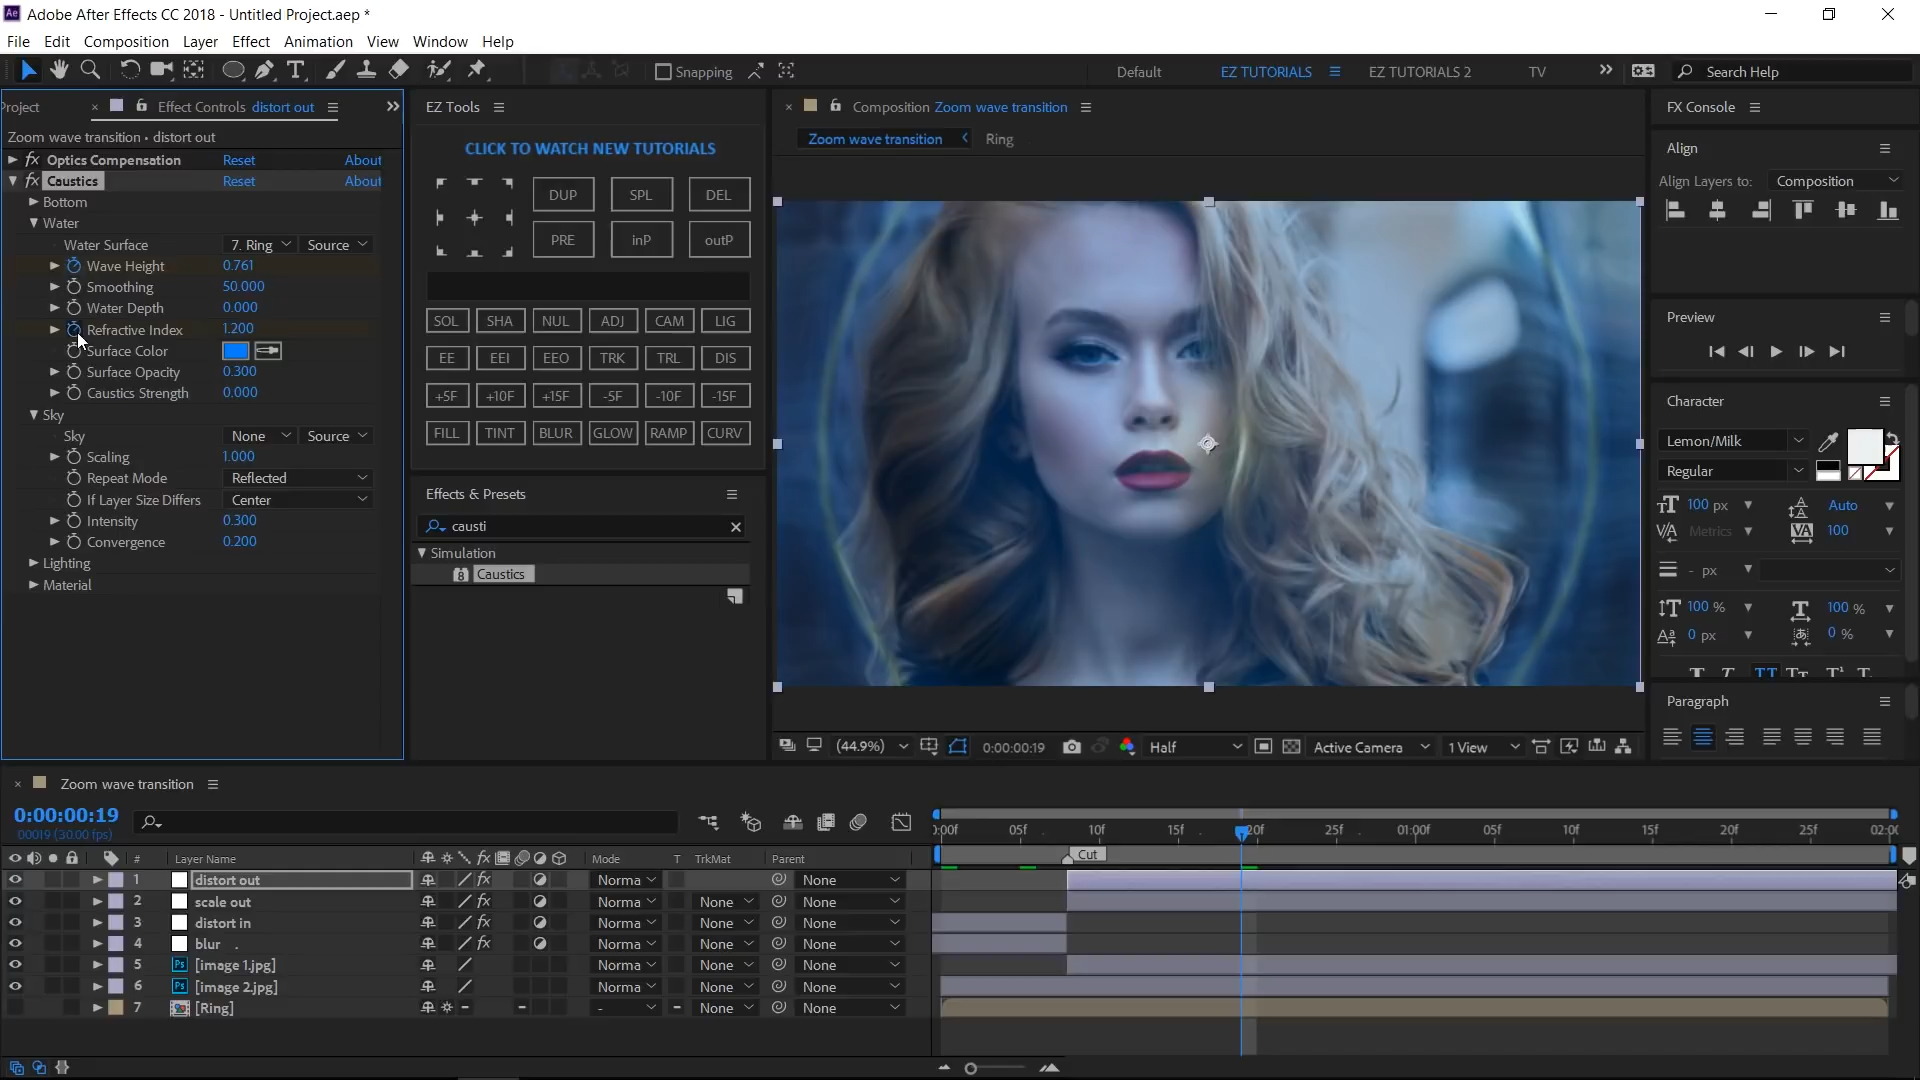 Adobe After Effects CC 2018 - Untitled Project.aep *
File Edit Composition Layer Effect Animation View Window Help
Snapping
Default EZ TUTORIALS EZ TUTORIALS 2 TV Search Help
roject
Effect Controls distort out
EZ Tools
Composition Zoom wave transition
FX Console
Zoom wave transition • distort out
Zoom wave transition Ring
Optics Compensation Reset About
Caustics Reset About
Bottom
Water
Water Surface 7. Ring Source
Wave Height 0.761
Smoothing 50.000
Water Depth 0.000
Refractive Index 1.200
Surface Color
Surface Opacity 0.300
Caustics Strength 0.000
Sky
Sky None Source
Scaling 1.000
Repeat Mode Reflected
If Layer Size Differs Center
Intensity 0.300
Convergence 0.200
Lighting
Material
CLICK TO WATCH NEW TUTORIALS
DUP SPL DEL
PRE inP outP
SOL SHA NUL ADJ CAM LIG
EE EEI EEO TRK TRL DIS
+5F +10F +15F -5F -10F -15F
FILL TINT BLUR GLOW RAMP CURV
Effects & Presets
causti
Simulation
8 Caustics
(44.9%) 0:00:00:19 Half Active Camera 1 View
Align
Align Layers to: Composition
Preview
Character
Lemon/Milk
Regular
100 px Auto
Metrics 100
- px
100 % 100 %
0 px 0 %
Paragraph
Zoom wave transition
0:00:00:19
00019 (30.00 fps)
0:00f 05f 10f 15f 20f 25f 01:00f 05f 10f 15f 20f 25f 02:00
# Layer Name Mode T TrkMat Parent
Cut
1 distort out Norma None
2 scale out Norma None None
3 distort in Norma None None
4 blur . Norma None None
5 [image 1.jpg] Norma None None
6 [image 2.jpg] Norma None None
7 [Ring] - None None